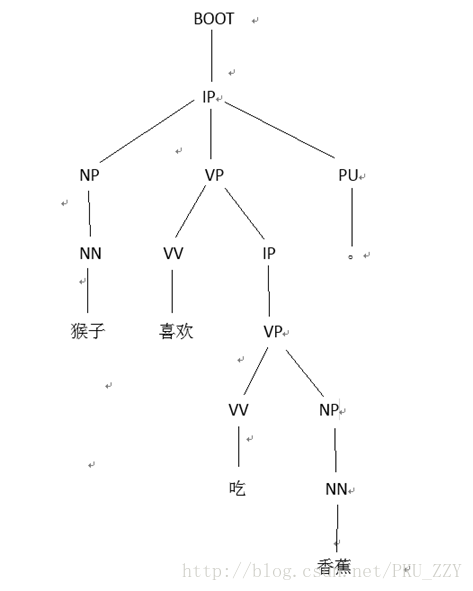 BOOT
IP
NP VP PU
NN VV IP 。
猴子 喜欢 VP
VV NP
吃 NN
香蕉
http://blog.csdn.net/PRU_ZZY